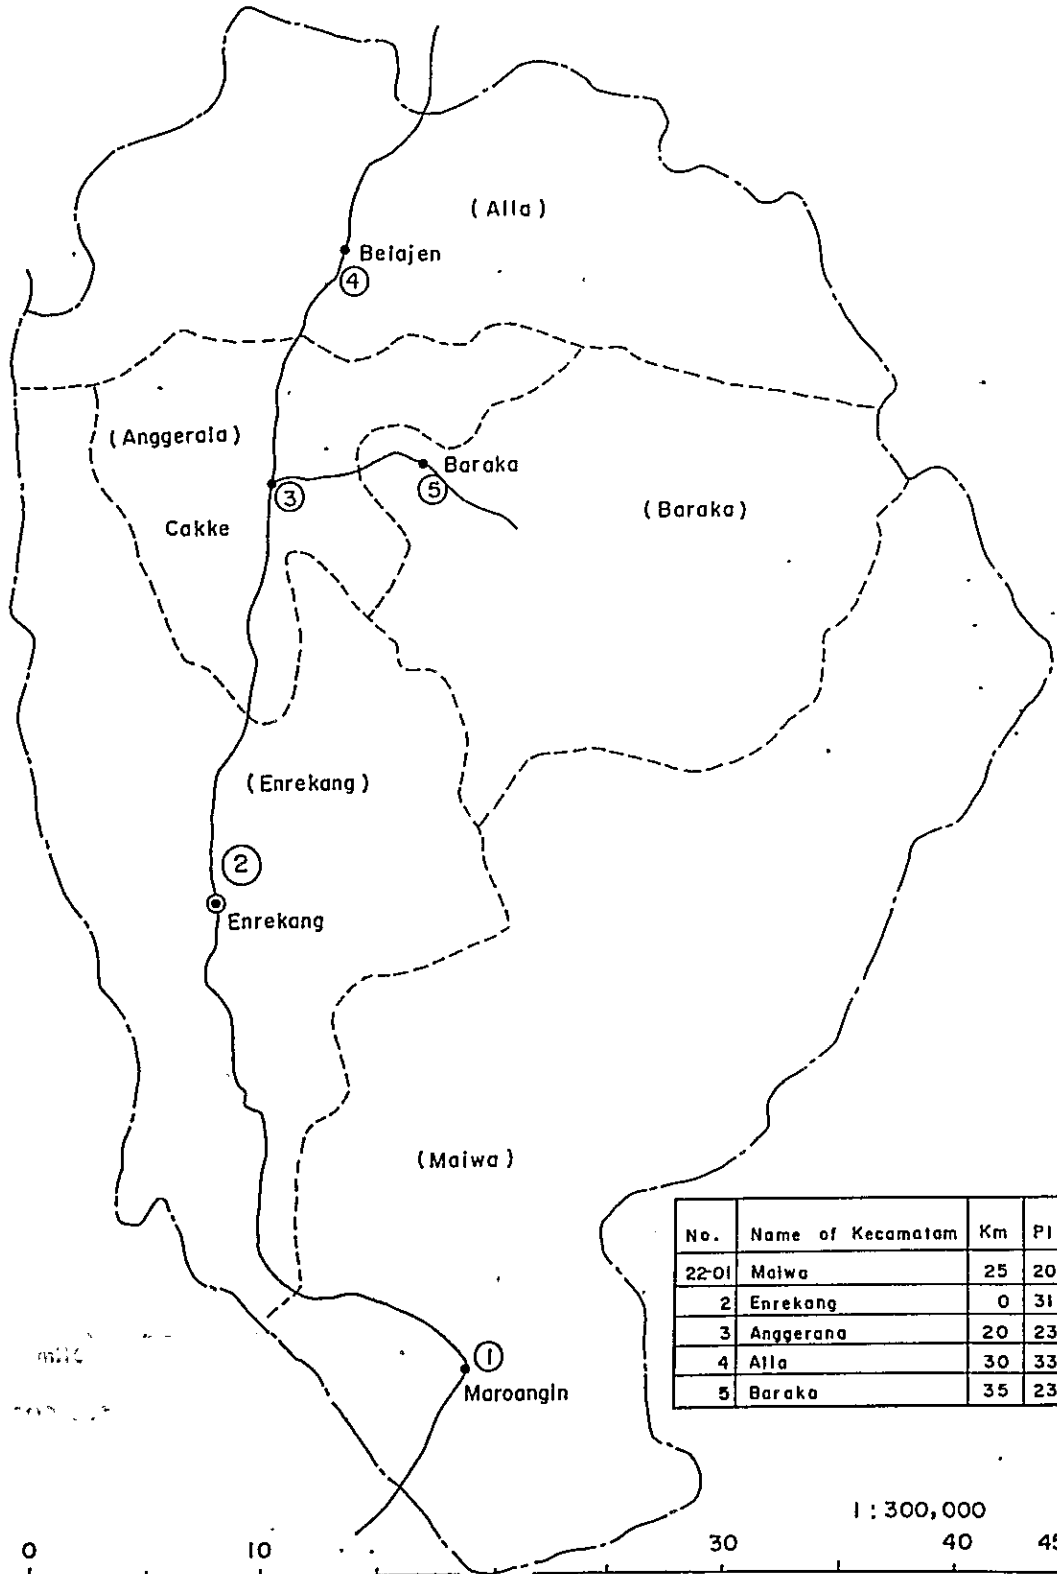 (Alla)
Belajen
4
(Anggerala)
Baraka
3
5
(Baraka)
Cakke
(Enrekang)
2
Enrekang
(Maiwa)
No. Name of Kecamatam Km Pl
22-01 Maiwa 25 20
2 Enrekang 0 31
3 Anggerana 20 23
4 Alla 30 33
5 Baraka 35 23
1
Maroangin
1:300,000
0 10 30 40 45